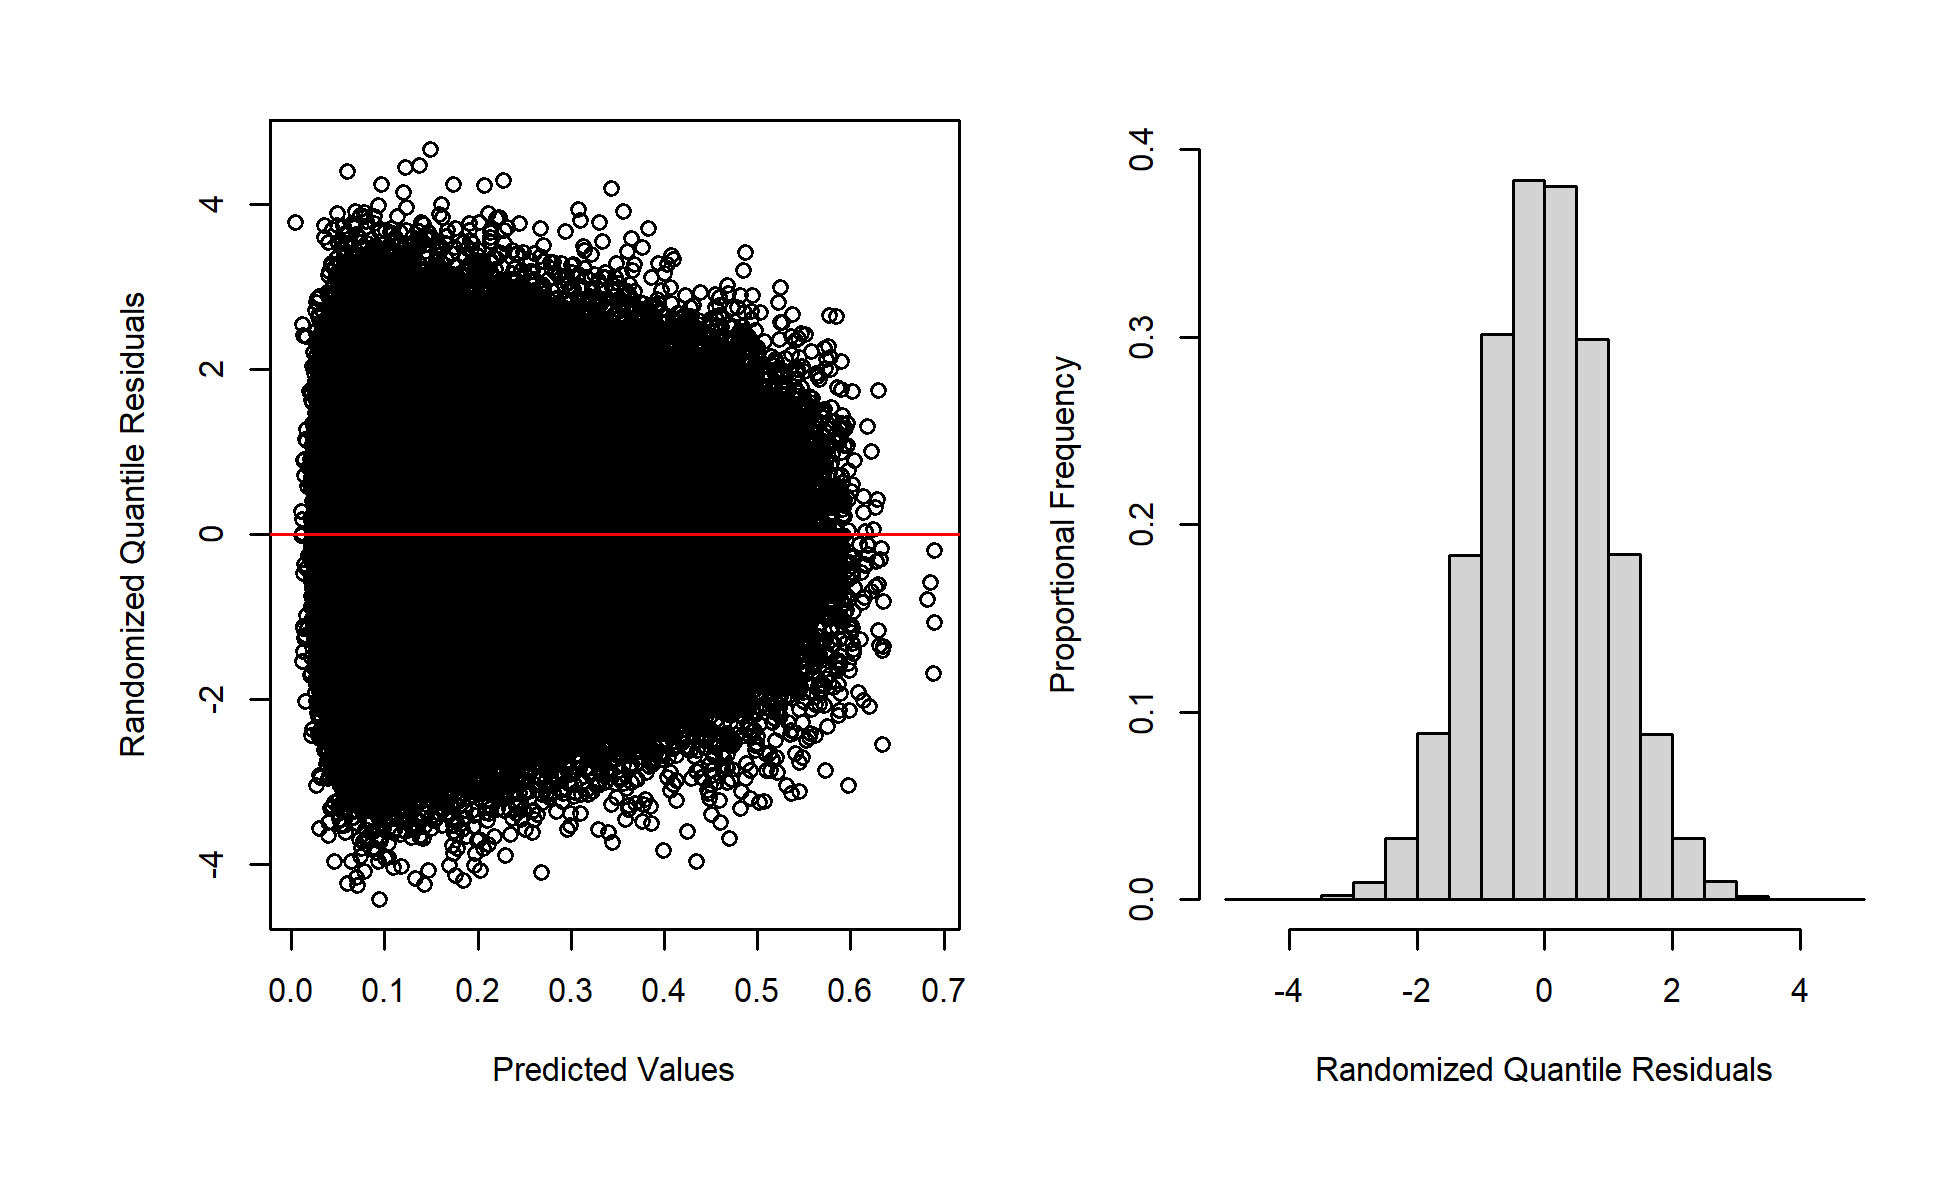 Randomized Quantile Residuals
4
2
0
-2
-4
0.0 0.1 0.2 0.3 0.4 0.5 0.6 0.7
Predicted Values
Proportional Frequency
0.4
0.3
0.2
0.1
0.0
-4 -2 0 2 4
Randomized Quantile Residuals